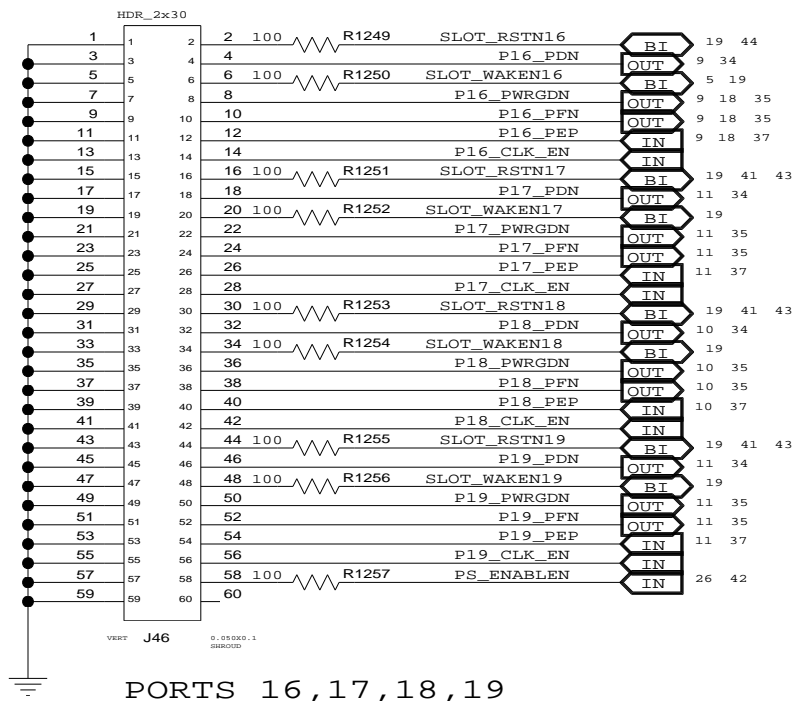 HDR_2x30
1 1 2 2 100 R1249 SLOT_RSTN16 BI 19 44
3 3 4 4 P16_PDN OUT 9 34
5 5 6 6 100 R1250 SLOT_WAKEN16 BI 5 19
7 7 8 8 P16_PWRGDN OUT 9 18 35
9 9 10 10 P16_PFN OUT 9 18 35
11 11 12 12 P16_PEP IN 9 18 37
13 13 14 14 P16_CLK_EN IN
15 15 16 16 100 R1251 SLOT_RSTN17 BI 19 41 43
17 17 18 18 P17_PDN OUT 11 34
19 19 20 20 100 R1252 SLOT_WAKEN17 BI 19
21 21 22 22 P17_PWRGDN OUT 11 35
23 23 24 24 P17_PFN OUT 11 35
25 25 26 26 P17_PEP IN 11 37
27 27 28 28 P17_CLK_EN IN
29 29 30 30 100 R1253 SLOT_RSTN18 BI 19 41 43
31 31 32 32 P18_PDN OUT 10 34
33 33 34 34 100 R1254 SLOT_WAKEN18 BI 19
35 35 36 36 P18_PWRGDN OUT 10 35
37 37 38 38 P18_PFN OUT 10 35
39 39 40 40 P18_PEP IN 10 37
41 41 42 42 P18_CLK_EN IN
43 43 44 44 100 R1255 SLOT_RSTN19 BI 19 41 43
45 45 46 46 P19_PDN OUT 11 34
47 47 48 48 100 R1256 SLOT_WAKEN19 BI 19
49 49 50 50 P19_PWRGDN OUT 11 35
51 51 52 52 P19_PFN OUT 11 35
53 53 54 54 P19_PEP IN 11 37
55 55 56 56 P19_CLK_EN IN
57 57 58 58 100 R1257 PS_ENABLEN IN 26 42
59 59 60 60
VERT J46 0.050X0.1
SHROUD
PORTS 16,17,18,19